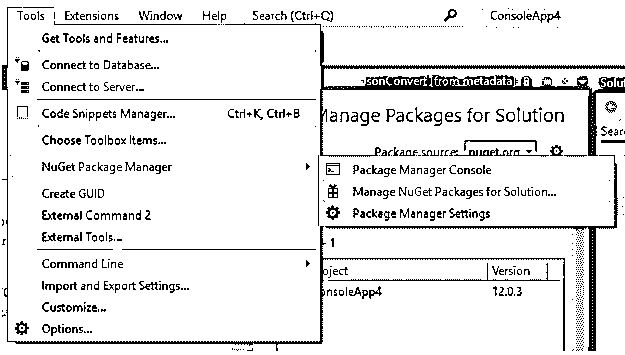 Tools Extensions Window Help Search (Ctrl+Q) ConsoleApp4
Get Tools and Features...
Connect to Database...
Connect to Server...
Code Snippets Manager... Ctrl+K, Ctrl+B
Choose Toolbox Items...
NuGet Package Manager
Create GUID
External Command 2
External Tools...
Command Line
Import and Export Settings...
Customize...
Options...
sonConvert [from metadata]
Solu
anage Packages for Solution
Sear
Package source: nuget.org
Package Manager Console
Manage NuGet Packages for Solution...
Package Manager Settings
- 1
oject Version
onsoleApp4 12.0.3